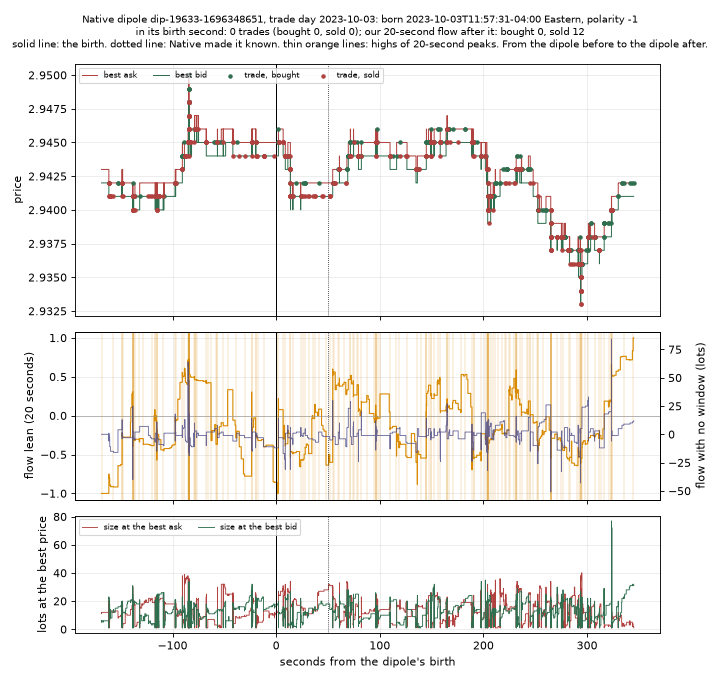 Native dipole dip-19633-1696348651, trade day 2023-10-03: born 2023-10-03T11:57:31-04:00 Eastern, polarity -1
in its birth second: 0 trades (bought 0, sold 0); our 20-second flow after it: bought 0, sold 12
solid line: the birth. dotted line: Native made it known. thin orange lines: highs of 20-second peaks. From the dipole before to the dipole after.
best ask best bid trade, bought trade, sold
2.9500
2.9475
2.9450
2.9425
2.9400
2.9375
2.9350
2.9325
price
1.0
0.5
0.0
−0.5
−1.0
flow lean (20 seconds)
75
50
25
0
−25
−50
flow with no window (lots)
size at the best ask size at the best bid
80
60
40
20
0
lots at the best price
−100 0 100 200 300
seconds from the dipole's birth